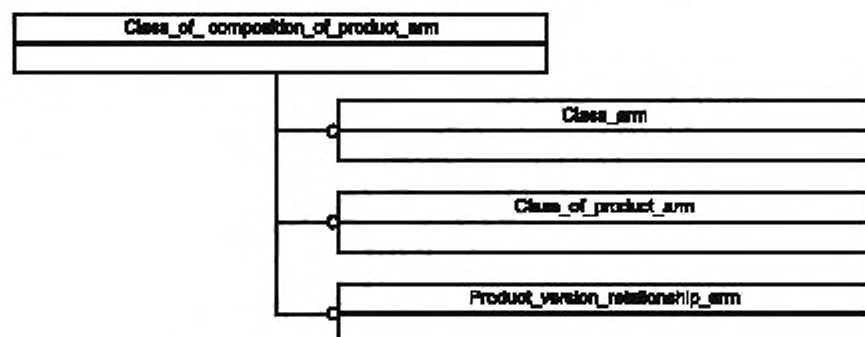 Class_of_ composition_of_product_arm
Class_arm
Class_of_product_arm
Product_version_relationship_arm